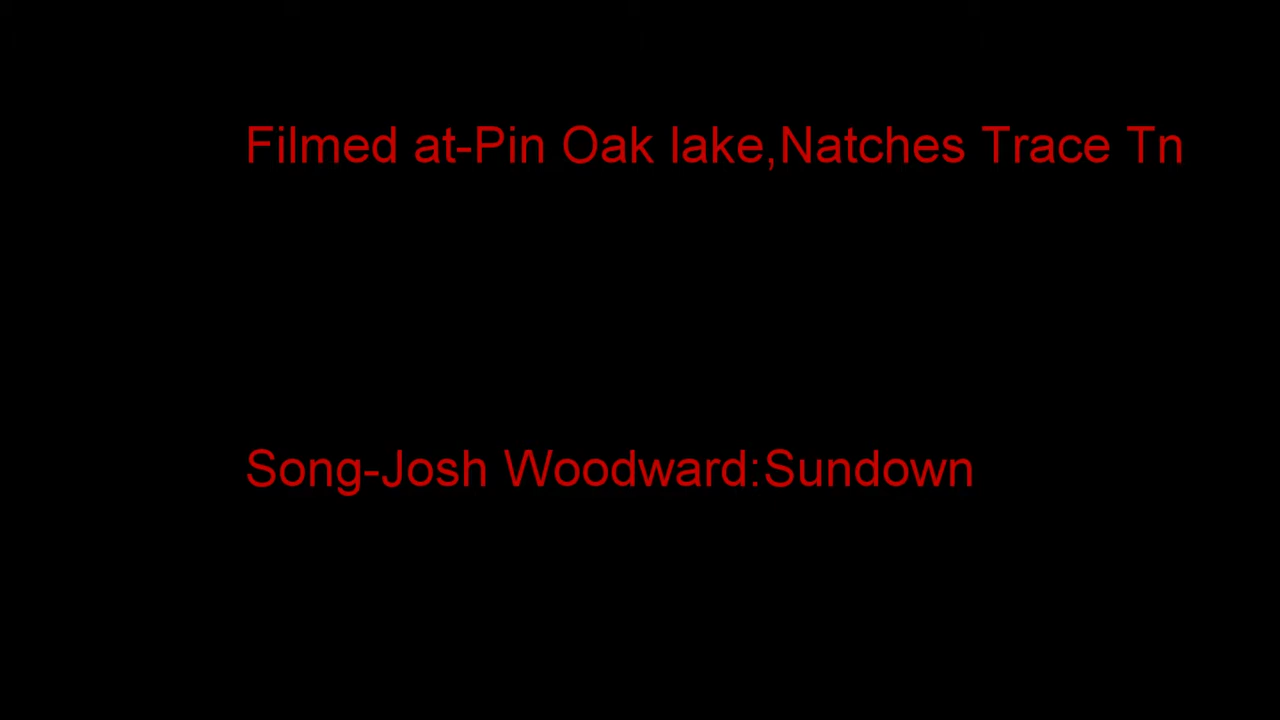 Filmed at-Pin Oak lake,Natches Trace Tn
Song-Josh Woodward:Sundown